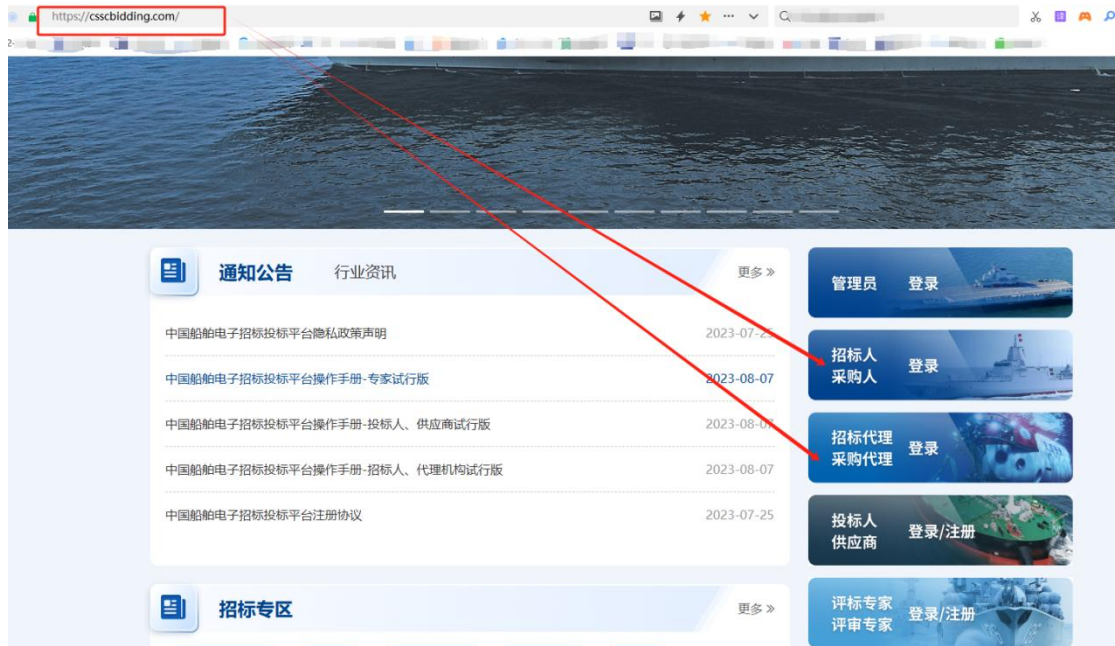 https://csscbidding.com/
通知公告 行业资讯 更多 »
中国船舶电子招标投标平台隐私政策声明 2023-07-25
中国船舶电子招标投标平台操作手册-专家试行版 2023-08-07
中国船舶电子招标投标平台操作手册-投标人、供应商试行版 2023-08-07
中国船舶电子招标投标平台操作手册-招标人、代理机构试行版 2023-08-07
中国船舶电子招标投标平台注册协议 2023-07-25
招标专区 更多 »
管理员 登录
招标人
采购人 登录
招标代理
采购代理 登录
投标人
供应商 登录/注册
评标专家
评审专家 登录/注册